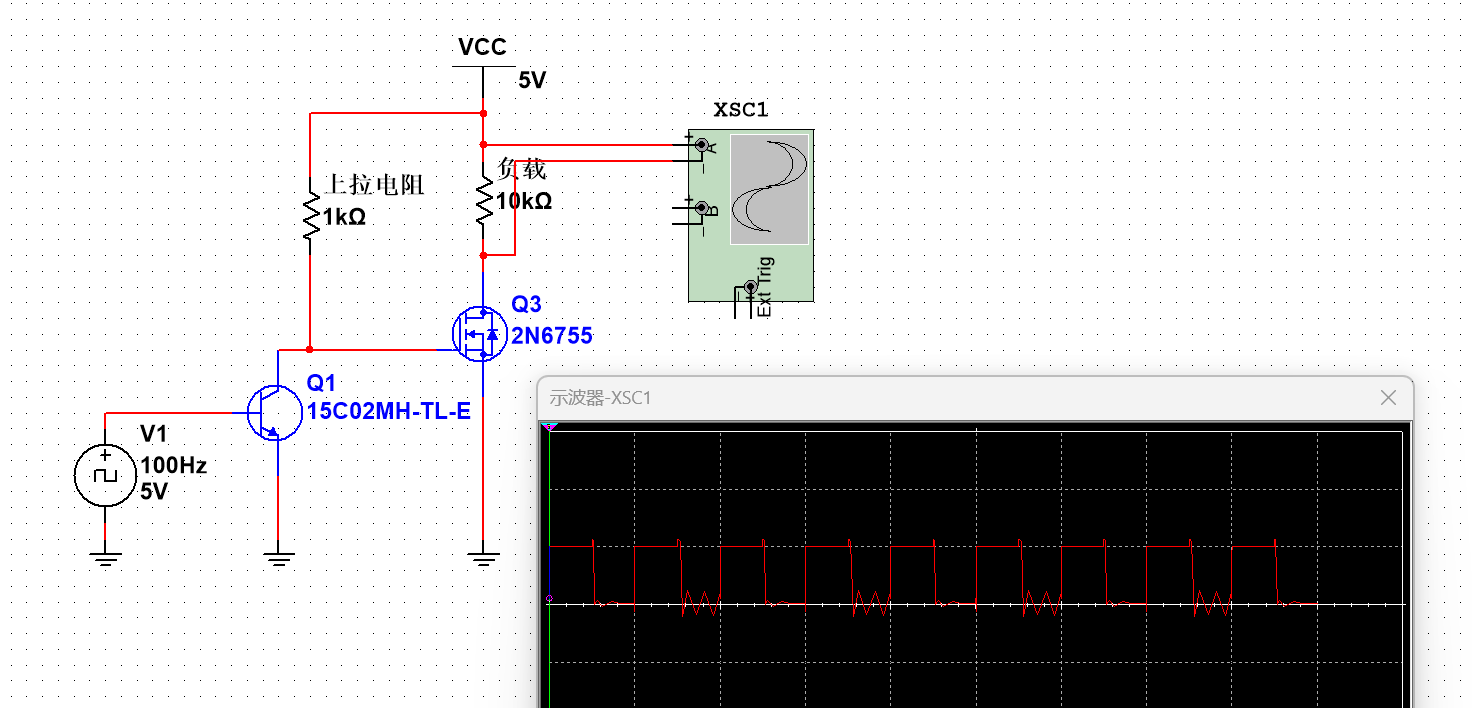 VCC
5V
XSC1
A
B
Ext Trig
负载
10kΩ
上拉电阻
1kΩ
Q3
2N6755
Q1
15C02MH-TL-E
V1
100Hz
5V
示波器-XSC1